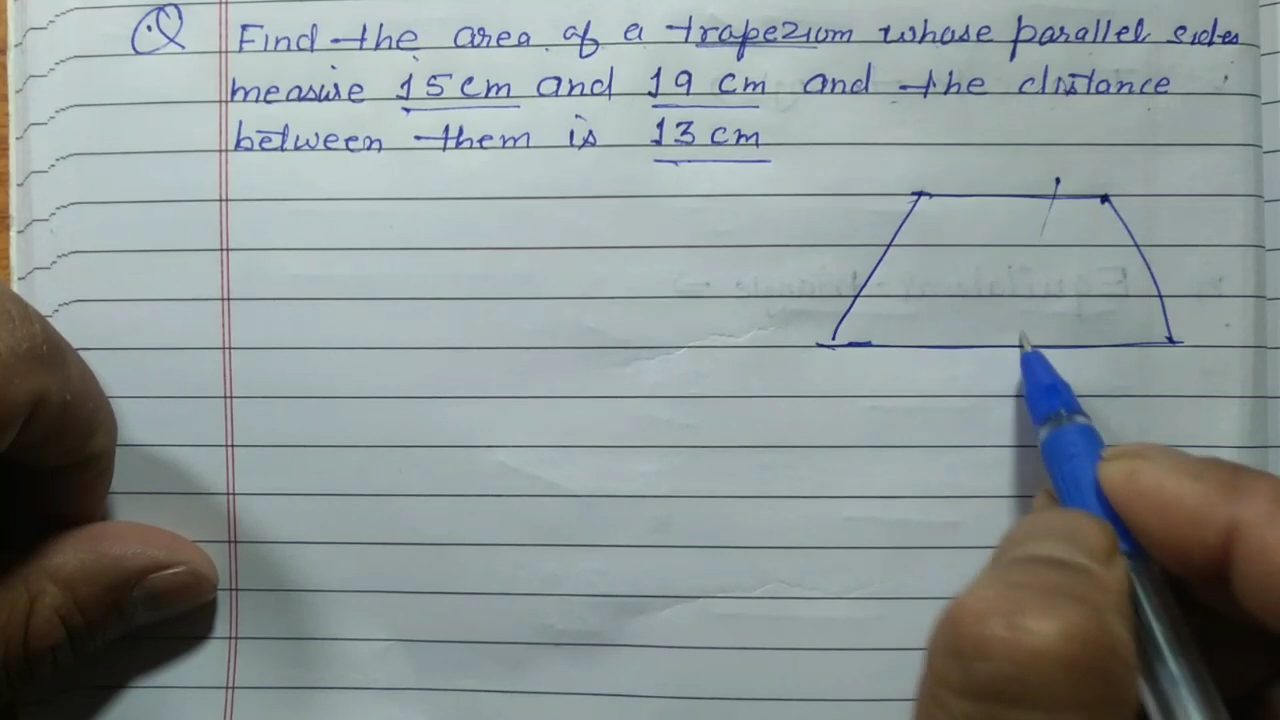 Q Find the area of a trapezium whose parallel sides
measure 15 cm and 19 cm and the distance
between them is 13 cm